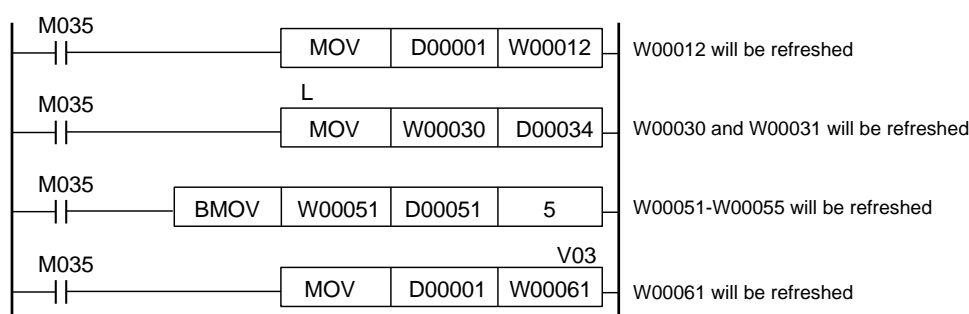 M035
MOV D00001 W00012 W00012 will be refreshed
L
M035
MOV W00030 D00034 W00030 and W00031 will be refreshed
M035
BMOV W00051 D00051 5 W00051-W00055 will be refreshed
V03
M035
MOV D00001 W00061 W00061 will be refreshed